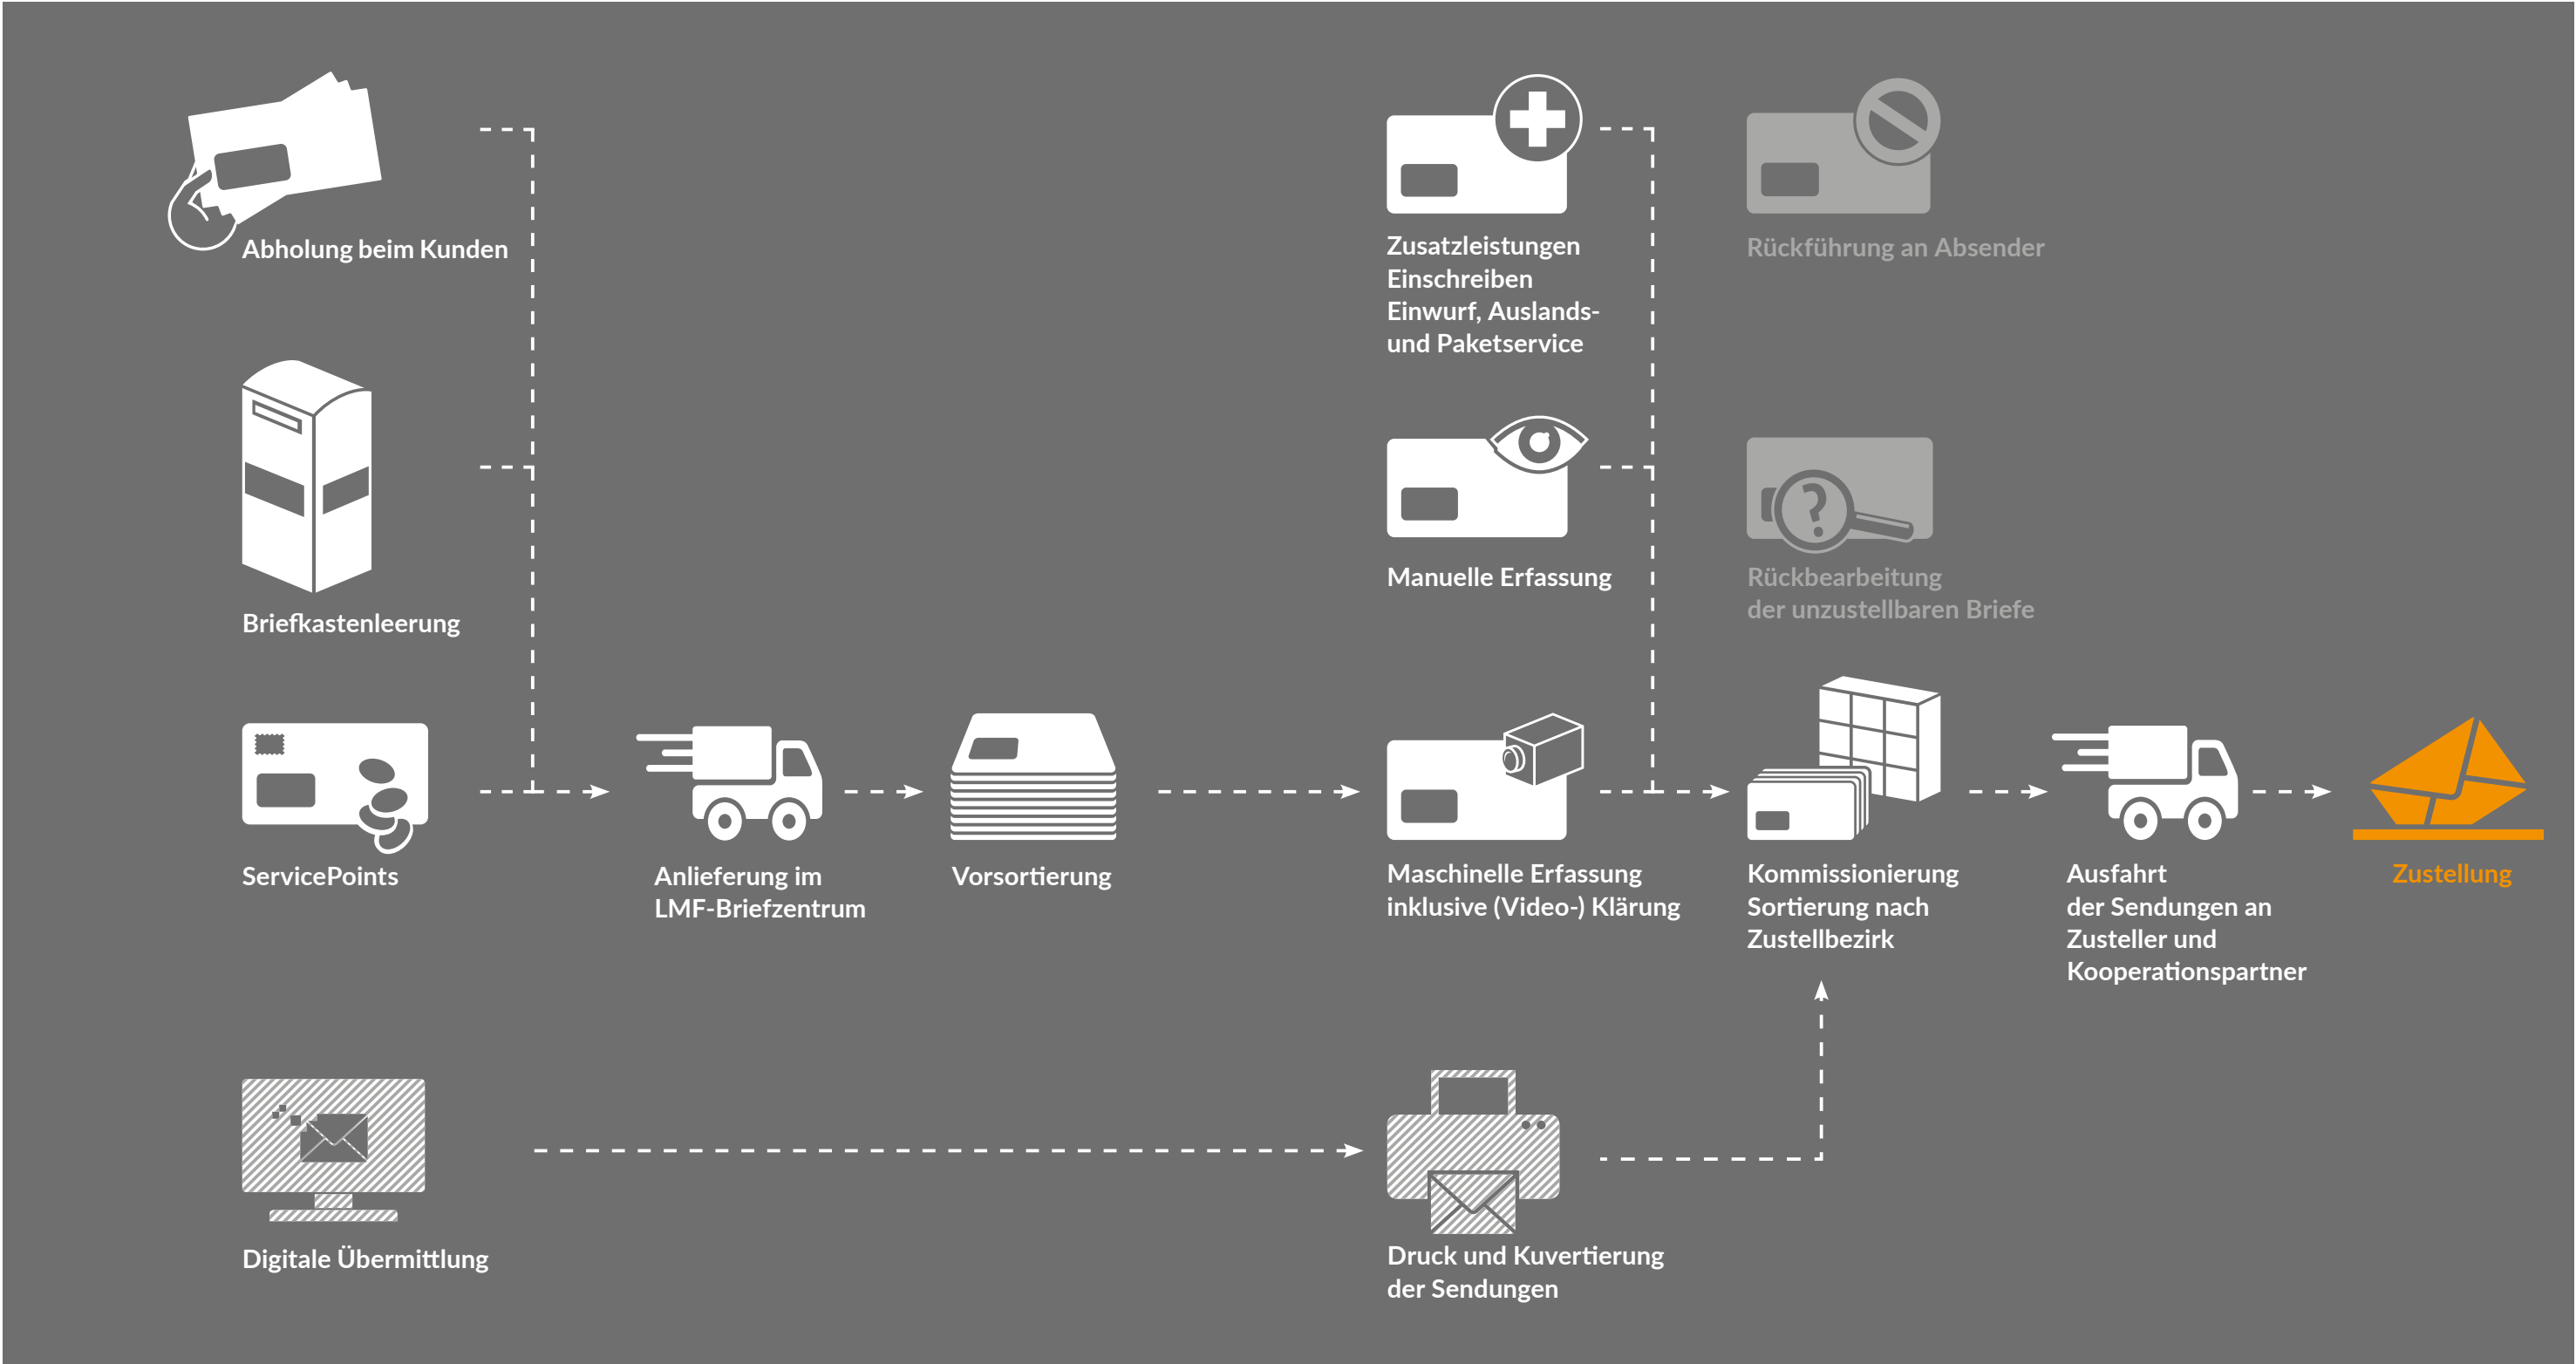 Abholung beim Kunden
Briefkastenleerung
ServicePoints
Anlieferung im
LMF-Briefzentrum
Vorsortierung
Zusatzleistungen
Einschreiben
Einwurf, Auslands-
und Paketservice
Manuelle Erfassung
Maschinelle Erfassung
inklusive (Video-) Klärung
Rückführung an Absender
Rückbearbeitung
der unzustellbaren Briefe
Kommissionierung
Sortierung nach
Zustellbezirk
Ausfahrt
der Sendungen an
Zusteller und
Kooperationspartner
Zustellung
Digitale Übermittlung
Druck und Kuvertierung
der Sendungen